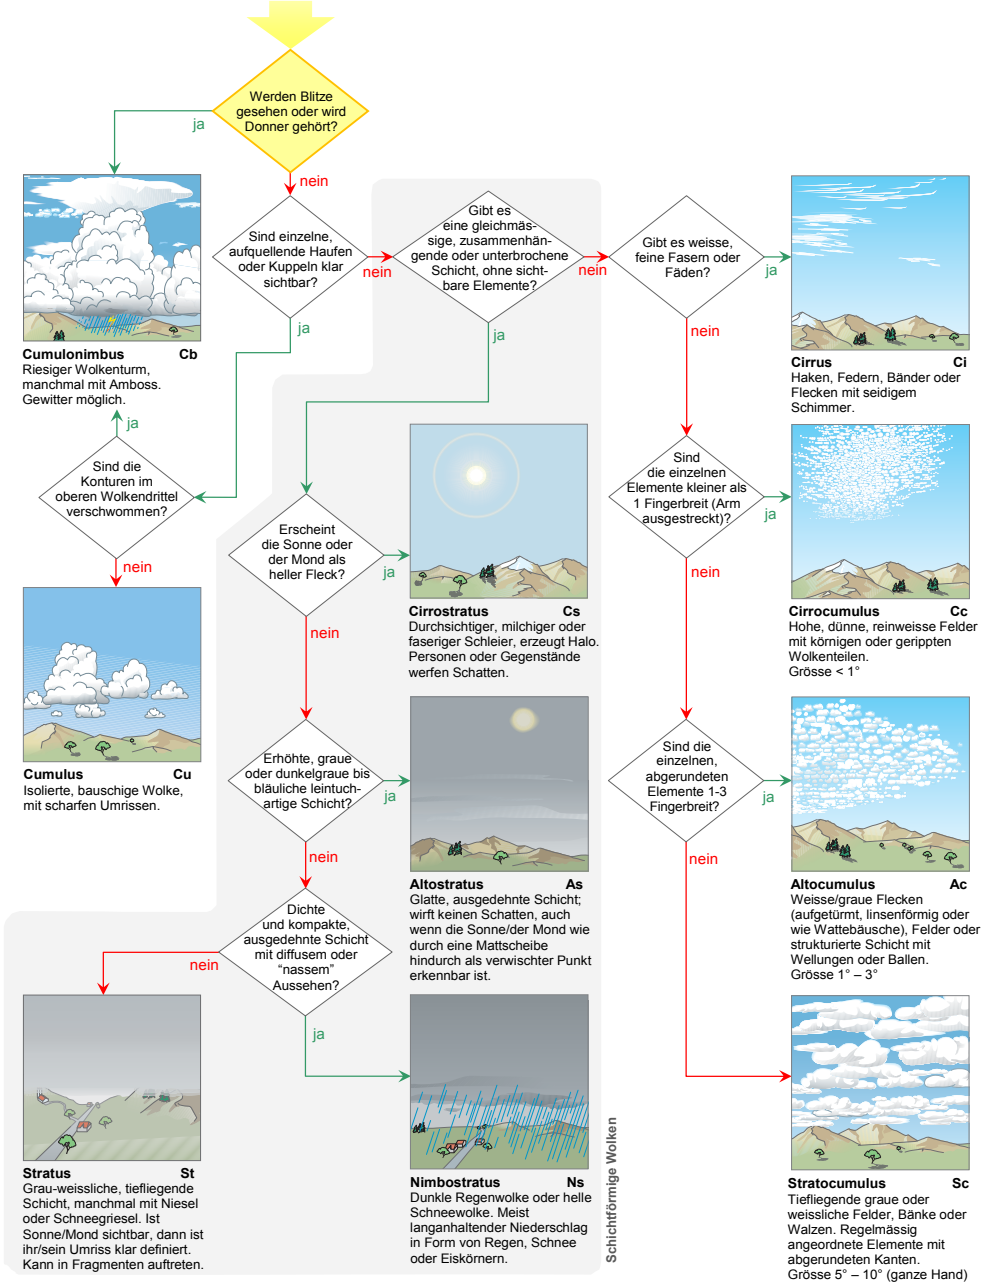 Werden Blitze
gesehen oder wird
Donner gehört?
ja
nein
Cumulonimbus Cb
Riesiger Wolkenturm,
manchmal mit Amboss.
Gewitter möglich.
Sind einzelne,
aufquellende Haufen
oder Kuppeln klar
sichtbar?
nein
ja
Gibt es
eine gleichmäs-
sige, zusammenhän-
gende oder unterbrochene
Schicht, ohne sicht-
bare Elemente?
nein
ja
Gibt es weisse,
feine Fasern oder
Fäden?
ja
nein
Cirrus Ci
Haken, Federn, Bänder oder
Flecken mit seidigem
Schimmer.
ja
Sind die
Konturen im
oberen Wolkendrittel
verschwommen?
nein
Cumulus Cu
Isolierte, bauschige Wolke,
mit scharfen Umrissen.
Erscheint
die Sonne oder
der Mond als
heller Fleck?
ja
nein
Cirrostratus Cs
Durchsichtiger, milchiger oder
faseriger Schleier, erzeugt Halo.
Personen oder Gegenstände
werfen Schatten.
Sind
die einzelnen
Elemente kleiner als
1 Fingerbreit (Arm
ausgestreckt)?
ja
nein
Cirrocumulus Cc
Hohe, dünne, reinweisse Felder
mit körnigen oder gerippten
Wolkenteilen.
Grösse < 1°
Erhöhte, graue
oder dunkelgraue bis
bläuliche leintuch-
artige Schicht?
ja
nein
Altostratus As
Glatte, ausgedehnte Schicht;
wirft keinen Schatten, auch
wenn die Sonne/der Mond wie
durch eine Mattscheibe
hindurch als verwischter Punkt
erkennbar ist.
Sind die
einzelnen,
abgerundeten
Elemente 1-3
Fingerbreit?
ja
nein
Altocumulus Ac
Weisse/graue Flecken
(aufgetürmt, linsenförmig oder
wie Wattebäusche), Felder oder
strukturierte Schicht mit
Wellungen oder Ballen.
Grösse 1° – 3°
Dichte
und kompakte,
ausgedehnte Schicht
mit diffusem oder
“nassem”
Aussehen?
nein
ja
Stratus St
Grau-weissliche, tiefliegende
Schicht, manchmal mit Niesel
oder Schneegriesel. Ist
Sonne/Mond sichtbar, dann ist
ihr/sein Umriss klar definiert.
Kann in Fragmenten auftreten.
Nimbostratus Ns
Dunkle Regenwolke oder helle
Schneewolke. Meist
langanhaltender Niederschlag
in Form von Regen, Schnee
oder Eiskörnern.
Schichtförmige Wolken
Stratocumulus Sc
Tiefliegende graue oder
weissliche Felder, Bänke oder
Walzen. Regelmässig
angeordnete Elemente mit
abgerundeten Kanten.
Grösse 5° – 10° (ganze Hand)